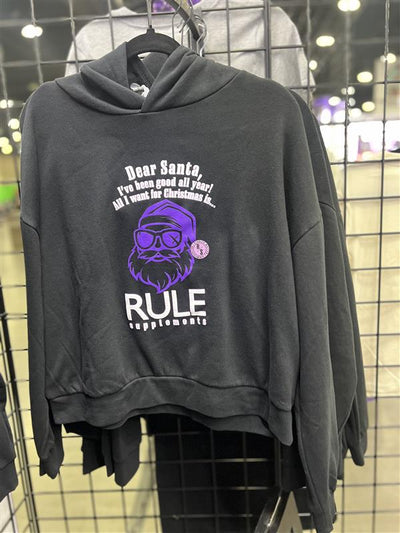 Dear Santa,
I've been good all year!
All I want for Christmas is...
RULE
supplements